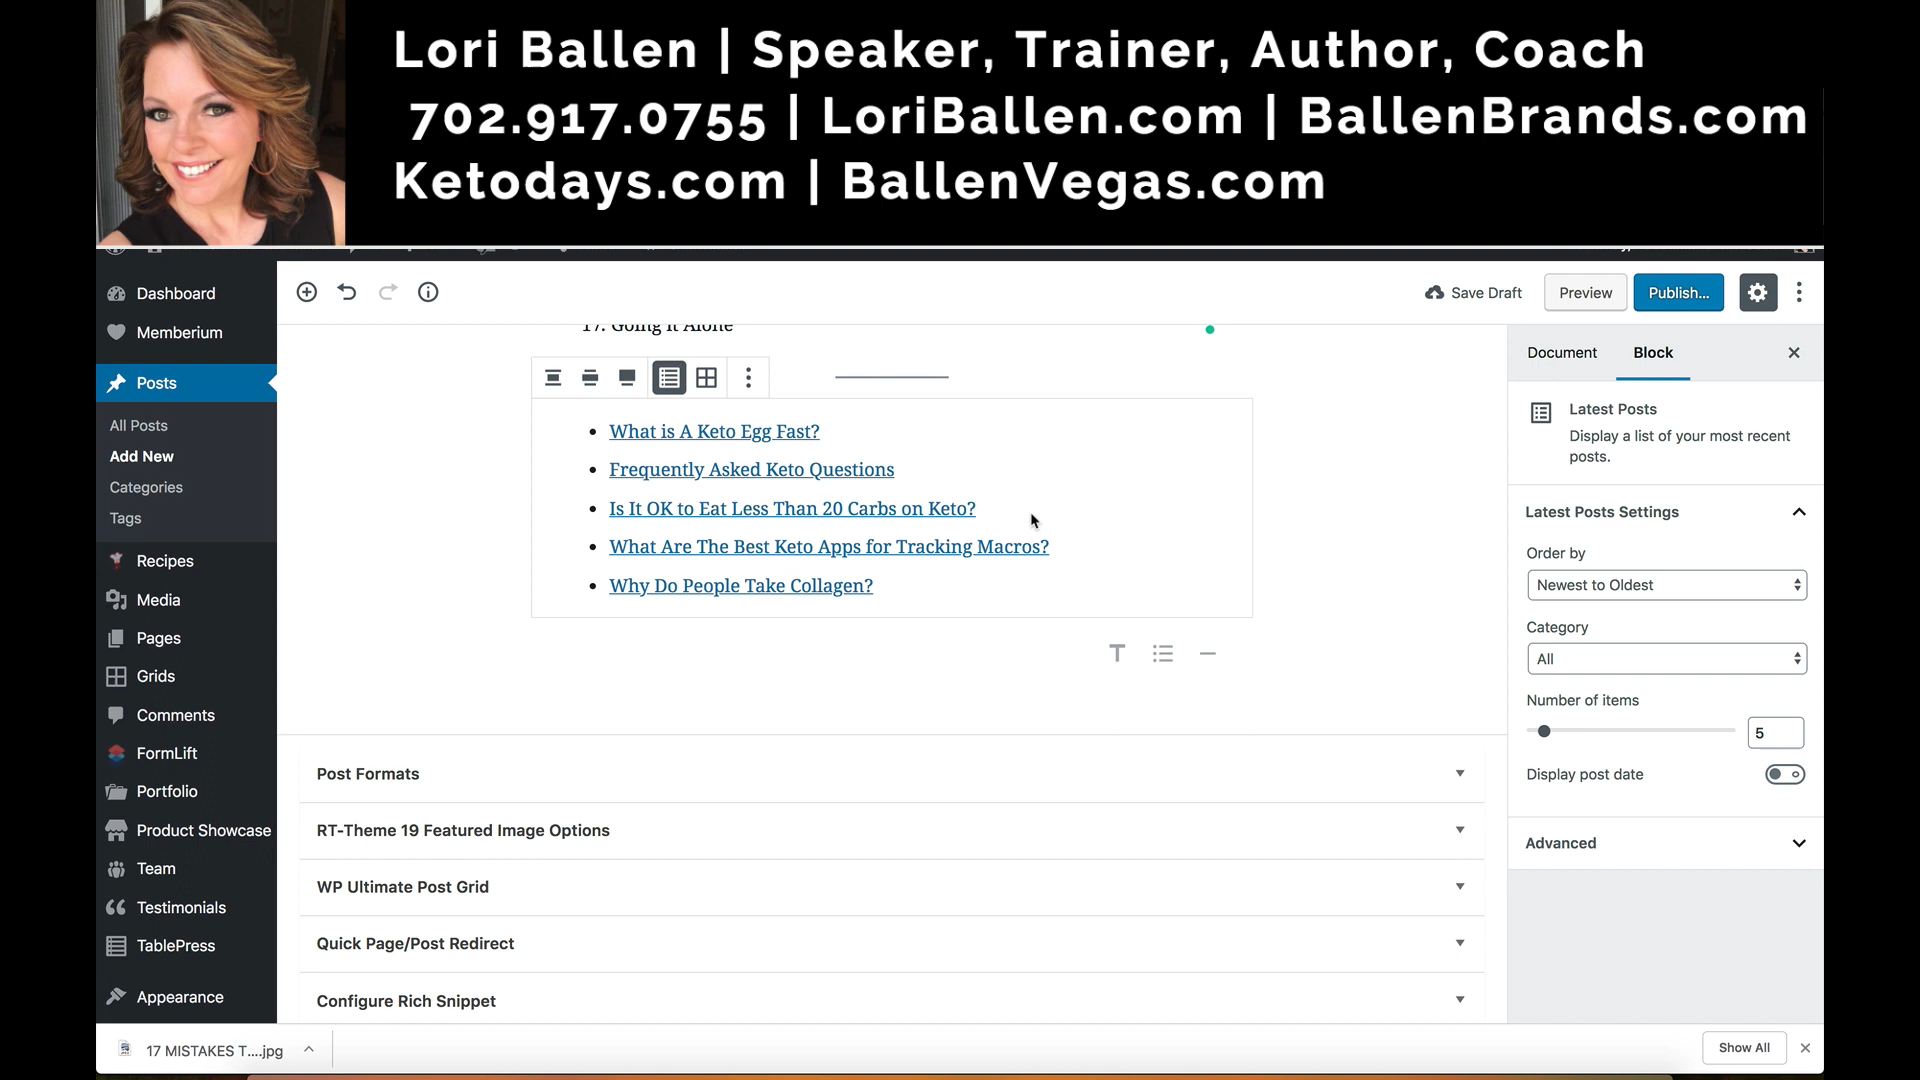 Lori Ballen | Speaker, Trainer, Author, Coach
702.917.0755 | LoriBallen.com | BallenBrands.com
Ketodays.com | BallenVegas.com
Dashboard
Memberium
Posts
All Posts
Add New
Categories
Tags
Recipes
Media
Pages
Grids
Comments
FormLift
Portfolio
Product Showcase
Team
Testimonials
TablePress
Appearance
Save Draft
Preview
Publish...
17. Going it Alone
What is A Keto Egg Fast?
Frequently Asked Keto Questions
Is It OK to Eat Less Than 20 Carbs on Keto?
What Are The Best Keto Apps for Tracking Macros?
Why Do People Take Collagen?
Post Formats
RT-Theme 19 Featured Image Options
WP Ultimate Post Grid
Quick Page/Post Redirect
Configure Rich Snippet
Document Block
Latest Posts
Display a list of your most recent
posts.
Latest Posts Settings
Order by
Newest to Oldest
Category
All
Number of items
5
Display post date
Advanced
17 MISTAKES T....jpg
Show All